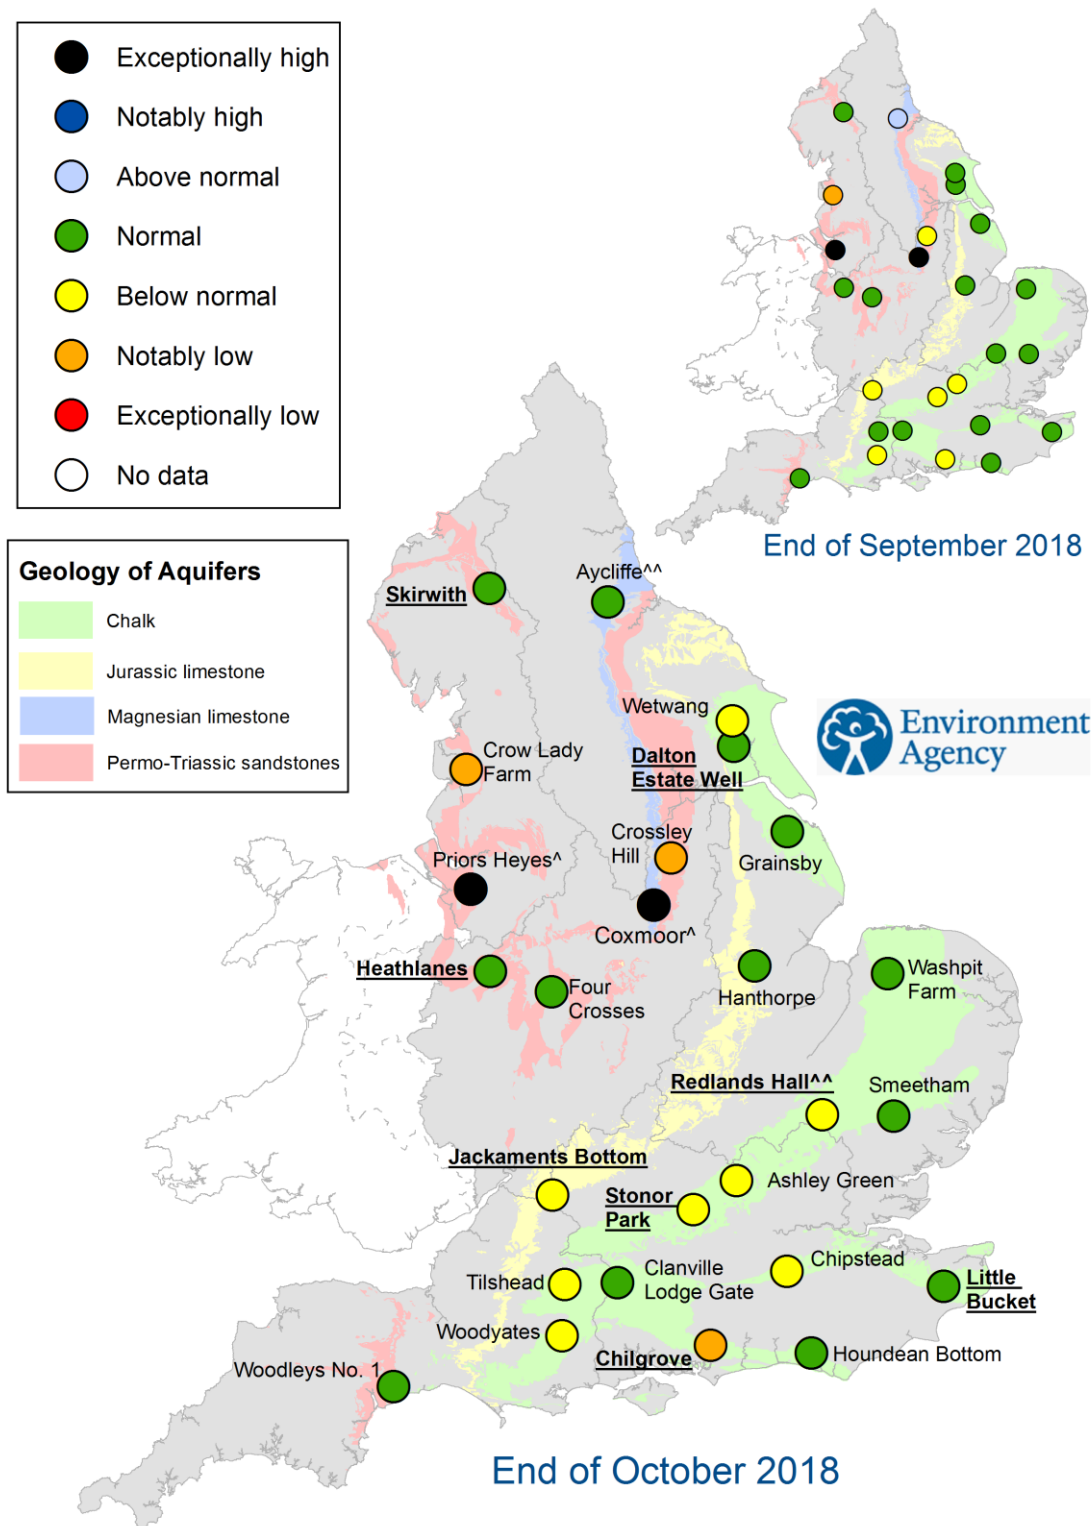 Exceptionally high
Notably high
Above normal
Normal
Below normal
Notably low
Exceptionally low
No data
End of September 2018
Geology of Aquifers
Chalk
Jurassic limestone
Magnesian limestone
Permo-Triassic sandstones
Environment
Agency
Skirwith
Aycliffe^^
Wetwang
Dalton
Estate Well
Crow Lady
Farm
Crossley
Hill
Grainsby
Priors Heyes^
Coxmoor^
Heathlanes
Four
Crosses
Hanthorpe
Washpit
Farm
Redlands Hall^^
Smeetham
Jackaments Bottom
Ashley Green
Stonor
Park
Tilshead
Clanville
Lodge Gate
Chipstead
Little
Bucket
Woodyates
Chilgrove
Houndean Bottom
Woodleys No. 1
End of October 2018